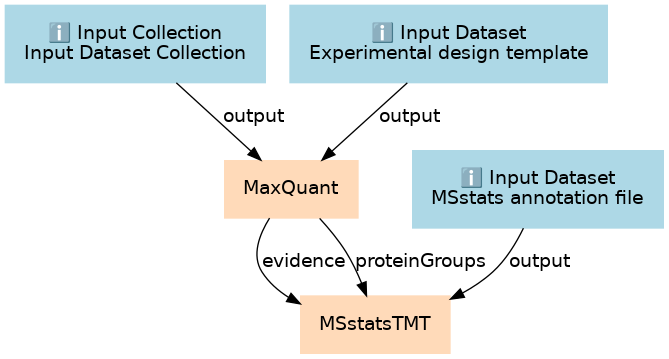 ℹ️ Input Collection
Input Dataset Collection
ℹ️ Input Dataset
Experimental design template
output
output
MaxQuant
ℹ️ Input Dataset
MSstats annotation file
evidence
proteinGroups
output
MSstatsTMT